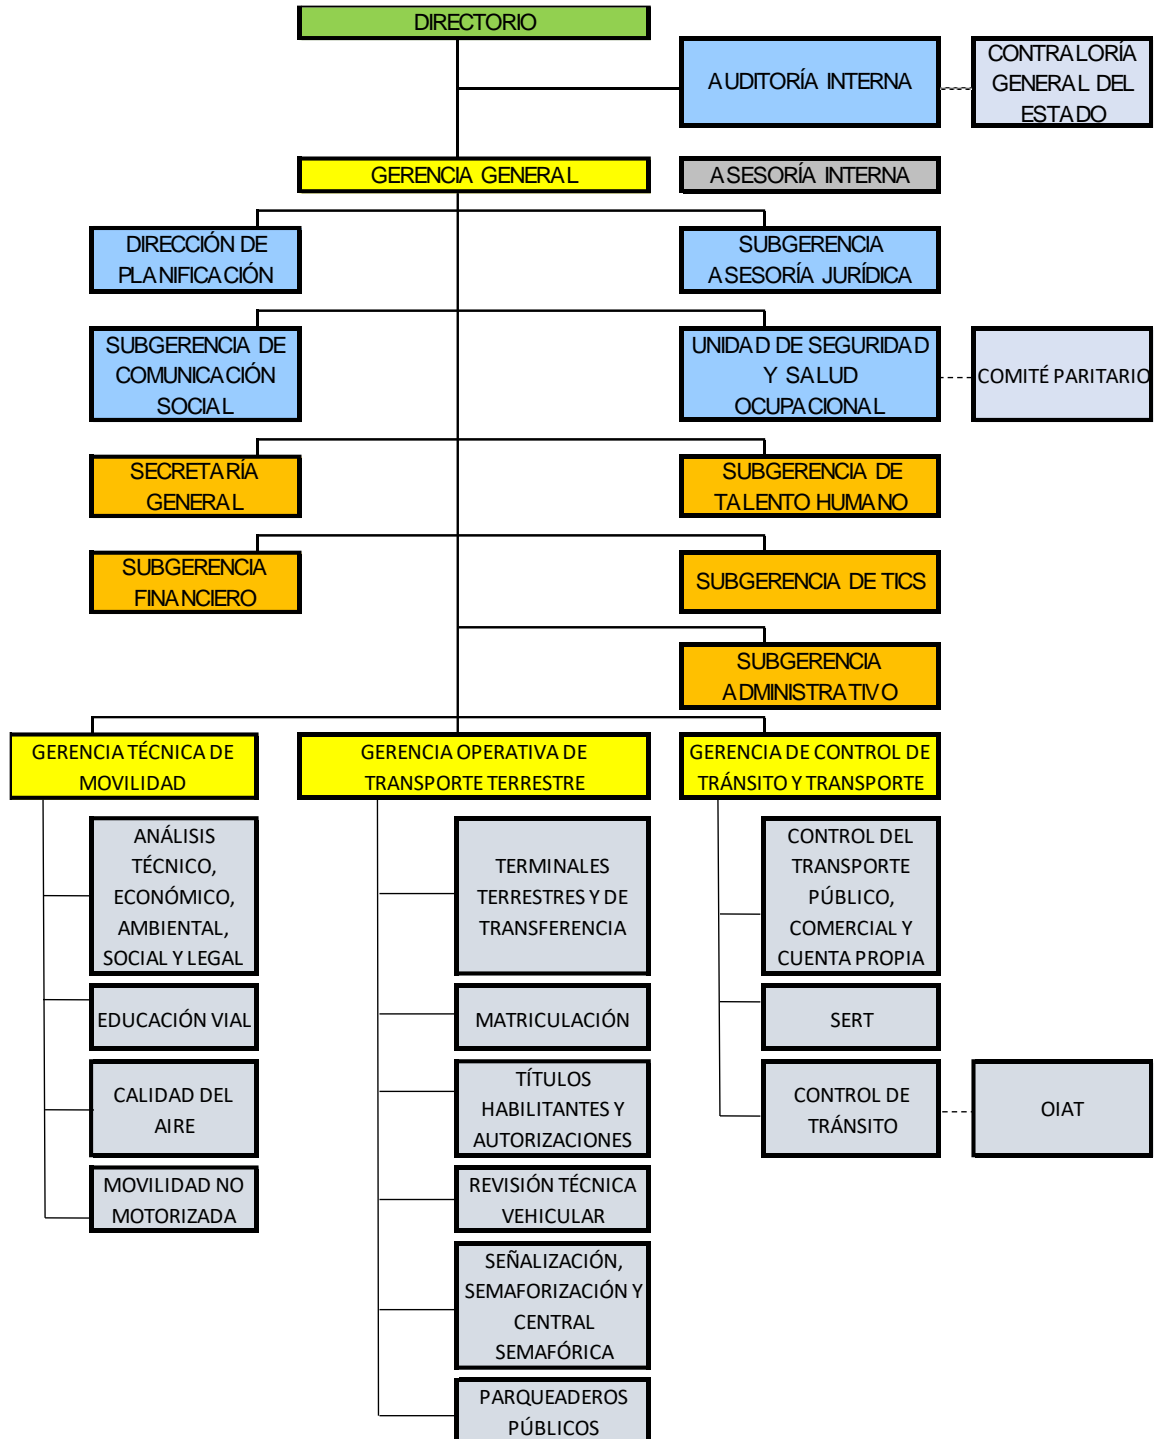 DIRECTORIO
AUDITORÍA INTERNA
CONTRALORÍA
GENERAL DEL
ESTADO
GERENCIA GENERAL
ASESORÍA INTERNA
DIRECCIÓN DE
PLANIFICACIÓN
SUBGERENCIA
ASESORÍA JURÍDICA
SUBGERENCIA DE
COMUNICACIÓN
SOCIAL
UNIDAD DE SEGURIDAD
Y SALUD
OCUPACIONAL
COMITÉ PARITARIO
SECRETARÍA
GENERAL
SUBGERENCIA DE
TALENTO HUMANO
SUBGERENCIA
FINANCIERO
SUBGERENCIA DE TICS
SUBGERENCIA
ADMINISTRATIVO
GERENCIA TÉCNICA DE
MOVILIDAD
GERENCIA OPERATIVA DE
TRANSPORTE TERRESTRE
GERENCIA DE CONTROL DE
TRÁNSITO Y TRANSPORTE
ANÁLISIS
TÉCNICO,
ECONÓMICO,
AMBIENTAL,
SOCIAL Y LEGAL
TERMINALES
TERRESTRES Y DE
TRANSFERENCIA
CONTROL DEL
TRANSPORTE
PÚBLICO,
COMERCIAL Y
CUENTA PROPIA
EDUCACIÓN VIAL
MATRICULACIÓN
SERT
CALIDAD DEL
AIRE
TÍTULOS
HABILITANTES Y
AUTORIZACIONES
CONTROL DE
TRÁNSITO
OIAT
MOVILIDAD NO
MOTORIZADA
REVISIÓN TÉCNICA
VEHICULAR
SEÑALIZACIÓN,
SEMAFORIZACIÓN Y
CENTRAL
SEMAFÓRICA
PARQUEADEROS
PÚBLICOS